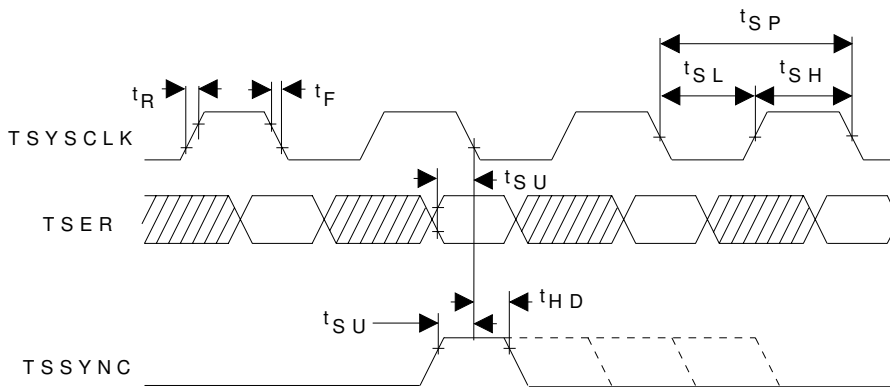 tSP
tSL tSH
tR tF
TSYSCLK
tSU
TSER
tHD
tSU
TSSYNC